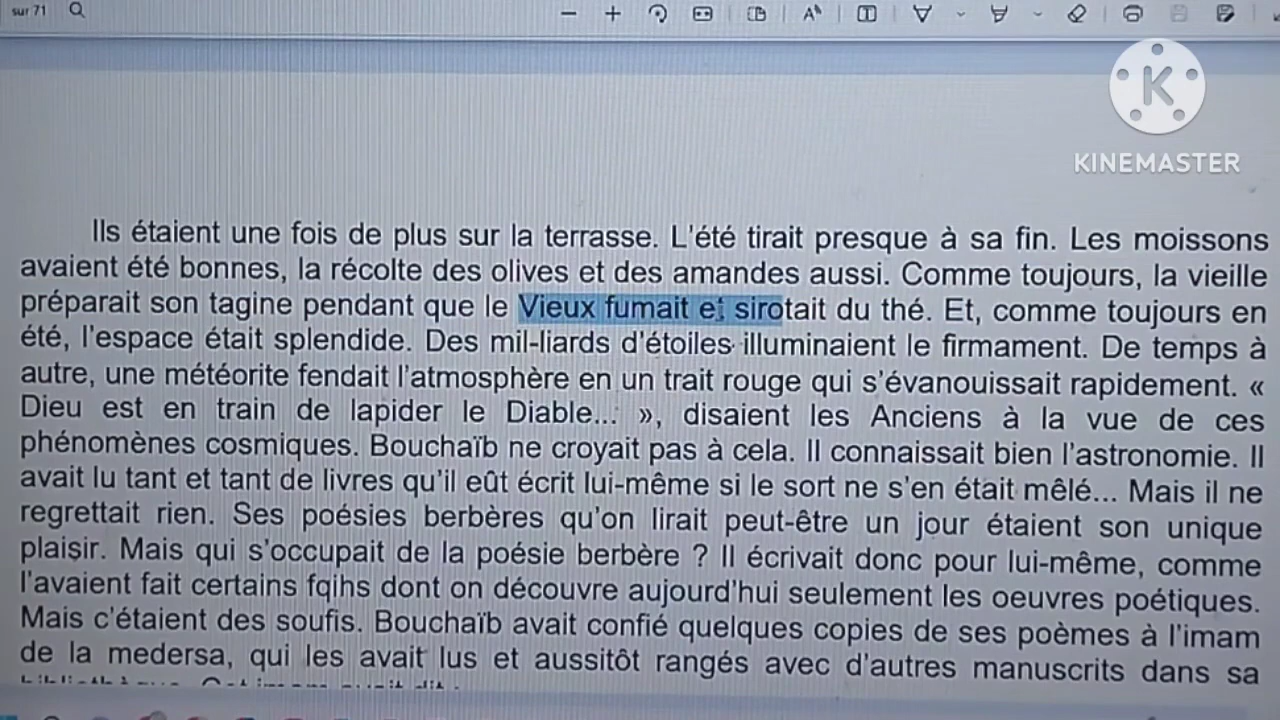 sur 71
KINEMASTER
Ils étaient une fois de plus sur la terrasse. L'été tirait presque à sa fin. Les moissons
avaient été bonnes, la récolte des olives et des amandes aussi. Comme toujours, la vieille
préparait son tagine pendant que le Vieux fumait et sirotait du thé. Et, comme toujours en
été, l'espace était splendide. Des mil-liards d'étoiles illuminaient le firmament. De temps à
autre, une météorite fendait l'atmosphère en un trait rouge qui s'évanouissait rapidement. «
Dieu est en train de lapider le Diable... », disaient les Anciens à la vue de ces
phénomènes cosmiques. Bouchaïb ne croyait pas à cela. Il connaissait bien l'astronomie. Il
avait lu tant et tant de livres qu'il eût écrit lui-même si le sort ne s'en était mêlé... Mais il ne
regrettait rien. Ses poésies berbères qu'on lirait peut-être un jour étaient son unique
plaisir. Mais qui s'occupait de la poésie berbère ? Il écrivait donc pour lui-même, comme
l'avaient fait certains fqihs dont on découvre aujourd'hui seulement les oeuvres poétiques.
Mais c'étaient des soufis. Bouchaïb avait confié quelques copies de ses poèmes à l'imam
de la medersa, qui les avait lus et aussitôt rangés avec d'autres manuscrits dans sa